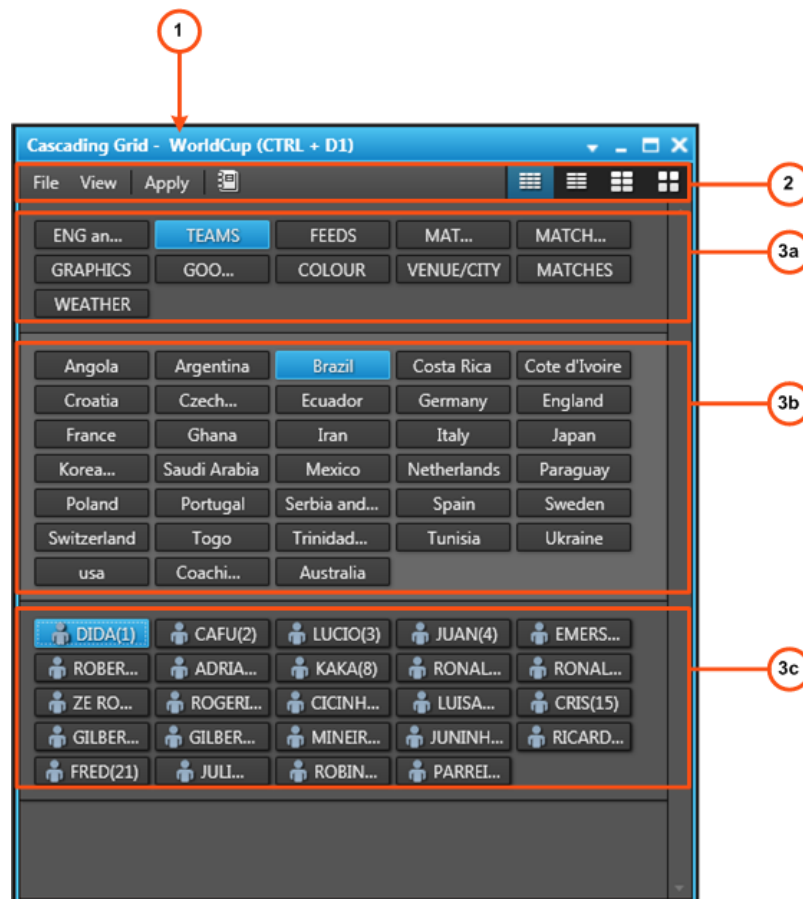 1
Cascading Grid - WorldCup (CTRL + D1)
File View Apply
2
ENG an... TEAMS FEEDS MAT... MATCH...
3a
GRAPHICS GOO... COLOUR VENUE/CITY MATCHES
WEATHER
Angola Argentina Brazil Costa Rica Cote d'Ivoire
Croatia Czech... Ecuador Germany England
3b
France Ghana Iran Italy Japan
Korea... Saudi Arabia Mexico Netherlands Paraguay
Poland Portugal Serbia and... Spain Sweden
Switzerland Togo Trinidad... Tunisia Ukraine
usa Coachi... Australia
DIDA(1) CAFU(2) LUCIO(3) JUAN(4) EMERS...
ROBER... ADRIA... KAKA(8) RONAL... RONAL...
3c
ZE RO... ROGERI... CICINH... LUISA... CRIS(15)
GILBER... GILBER... MINEIR... JUNINH... RICARD...
FRED(21) JULI... ROBIN... PARREI...